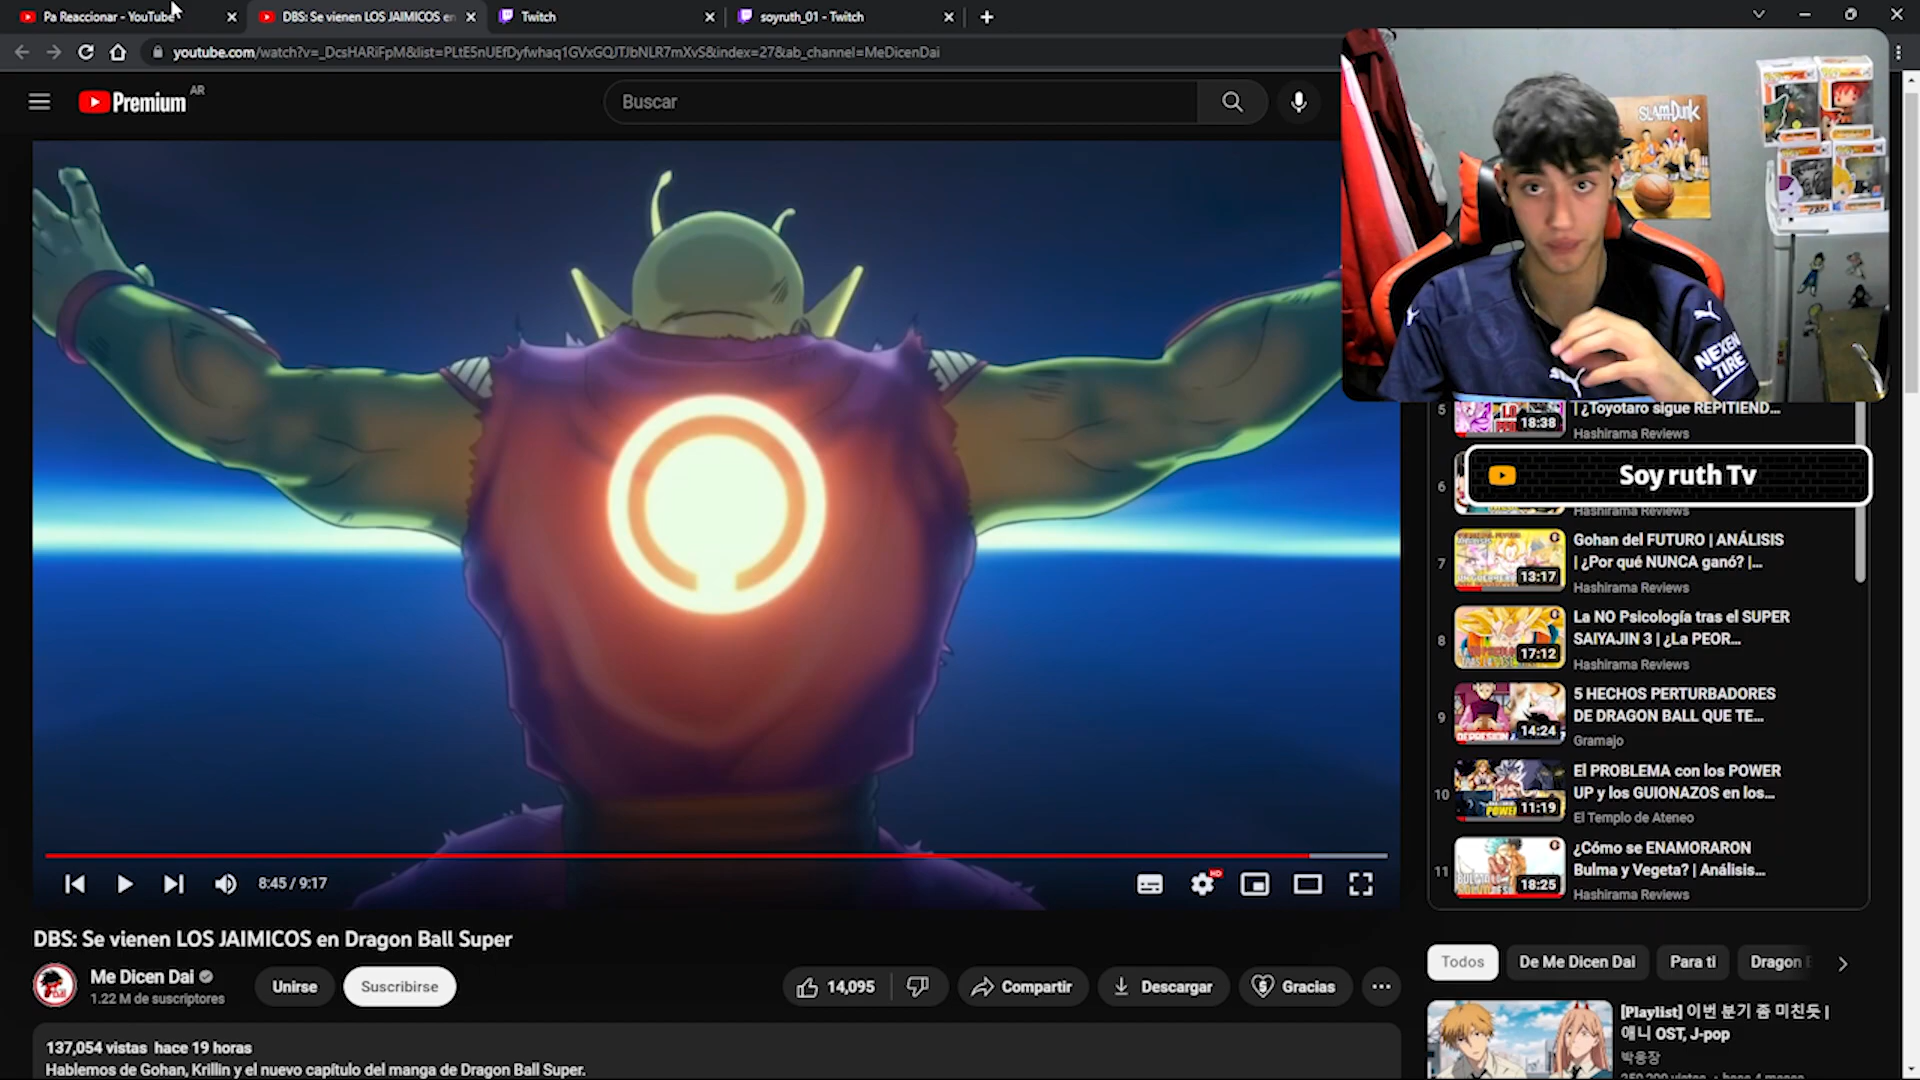 Pa Reaccionar - YouTube
DBS: Se vienen LOS JAIMICOS en
Twitch
soyruth_01 - Twitch
youtube.com/watch?v=_DcsHARiFpM&list=PLtE5nUEfDyfwhaq1GVxGQJTJbNLR7mXvS&index=27&ab_channel=MeDicenDai
Premium AR
Buscar
SLAM DUNK
NEXEN
TIRE
8:45 / 9:17
HD
DBS: Se vienen LOS JAIMICOS en Dragon Ball Super
Me Dicen Dai
1.22 M de suscriptores
Unirse
Suscribirse
14,095
Compartir
Descargar
Gracias
137,054 vistas hace 19 horas
Hablemos de Gohan, Krillin y el nuevo capítulo del manga de Dragon Ball Super.
5
18:38
| ¿Toyotaro sigue REPITIEND...
Hashirama Reviews
Soy ruth Tv
6
Hashirama Reviews
7
13:17
Gohan del FUTURO | ANÁLISIS
| ¿Por qué NUNCA ganó? |...
Hashirama Reviews
8
17:12
La NO Psicología tras el SUPER
SAIYAJIN 3 | ¿La PEOR...
Hashirama Reviews
9
14:24
5 HECHOS PERTURBADORES
DE DRAGON BALL QUE TE...
Gramajo
10
11:19
El PROBLEMA con los POWER
UP y los GUIONAZOS en los...
El Templo de Ateneo
11
18:25
¿Cómo se ENAMORARON
Bulma y Vegeta? | Análisis...
Hashirama Reviews
Todos
De Me Dicen Dai
Para ti
Dragon
[Playlist] 이번 분기 좀 미친듯 |
애니 OST, J-pop
박웅장